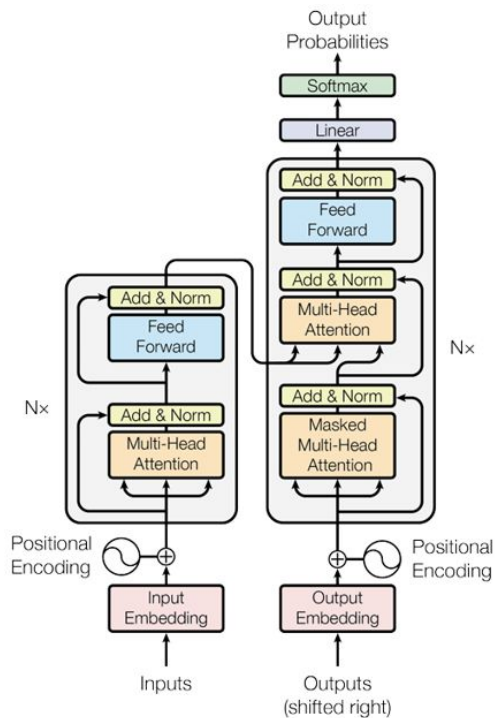 Output
Probabilities
Softmax
Linear
Add & Norm
Feed
Forward
Add & Norm
Multi-Head
Attention
Add & Norm
Masked
Multi-Head
Attention
N×
Add & Norm
Feed
Forward
Add & Norm
Multi-Head
Attention
N×
Positional
Encoding
Positional
Encoding
Input
Embedding
Output
Embedding
Inputs
Outputs
(shifted right)